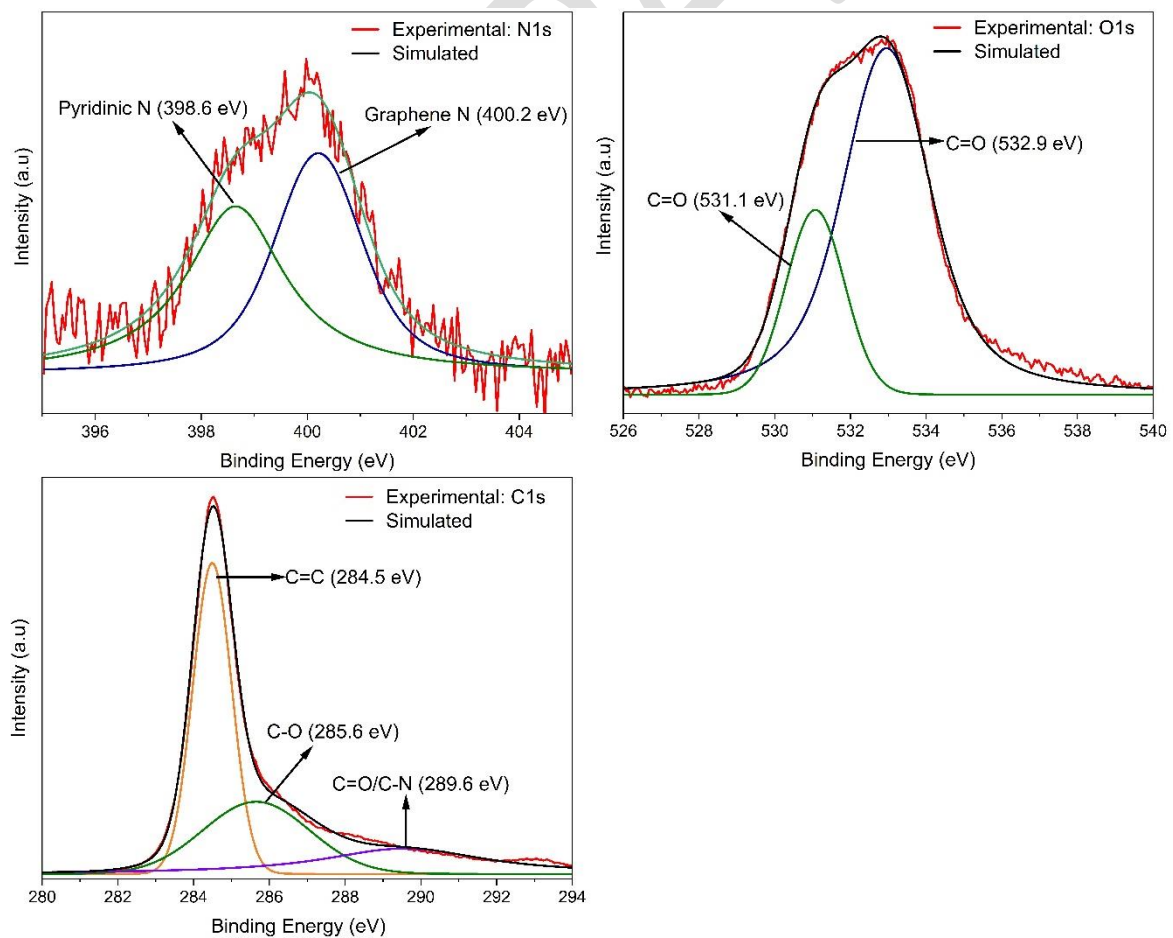 Experimental: N1s
Simulated
Pyridinic N (398.6 eV)
Graphene N (400.2 eV)
Intensity (a.u)
396 398 400 402 404
Binding Energy (eV)
Experimental: O1s
Simulated
C=O (532.9 eV)
C=O (531.1 eV)
Intensity (a.u)
526 528 530 532 534 536 538 540
Binding Energy (eV)
Experimental: C1s
Simulated
C=C (284.5 eV)
C-O (285.6 eV)
C=O/C-N (289.6 eV)
Intensity (a.u)
280 282 284 286 288 290 292 294
Binding Energy (eV)